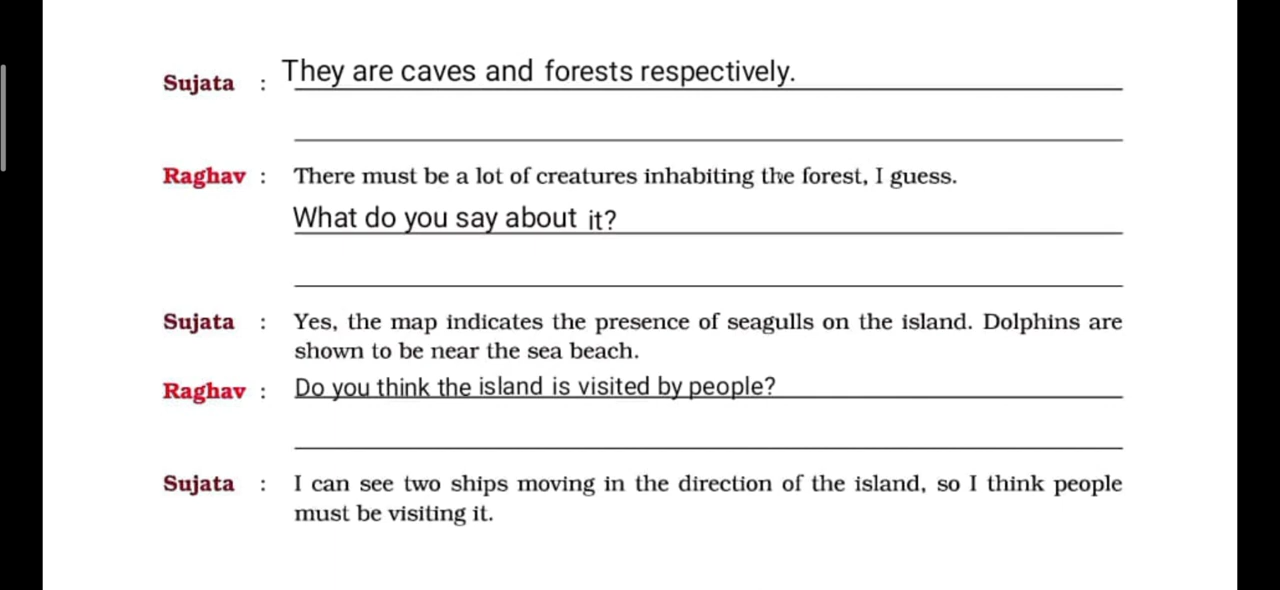 Sujata : They are caves and forests respectively.
Raghav : There must be a lot of creatures inhabiting the forest, I guess.
What do you say about it?
Sujata : Yes, the map indicates the presence of seagulls on the island. Dolphins are
shown to be near the sea beach.
Raghav : Do you think the island is visited by people?
Sujata : I can see two ships moving in the direction of the island, so I think people
must be visiting it.